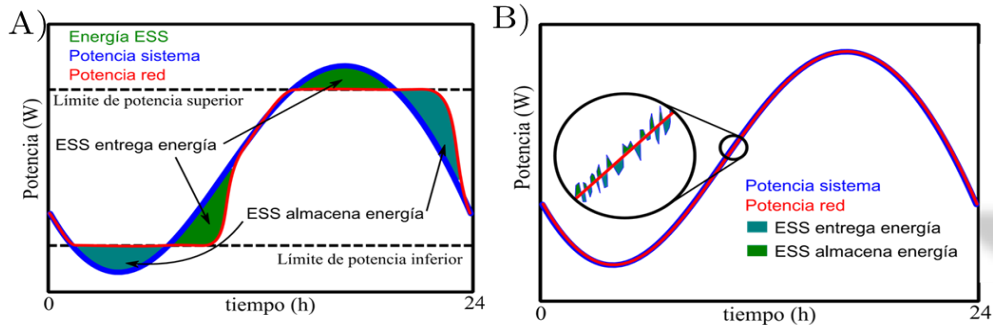 A)
Energía ESS
Potencia sistema
Potencia red
Límite de potencia superior
ESS entrega energía
ESS almacena energía
Límite de potencia inferior
Potencia (W)
0
tiempo (h)
24
B)
Potencia (W)
Potencia sistema
Potencia red
ESS entrega energía
ESS almacena energía
0
tiempo (h)
24